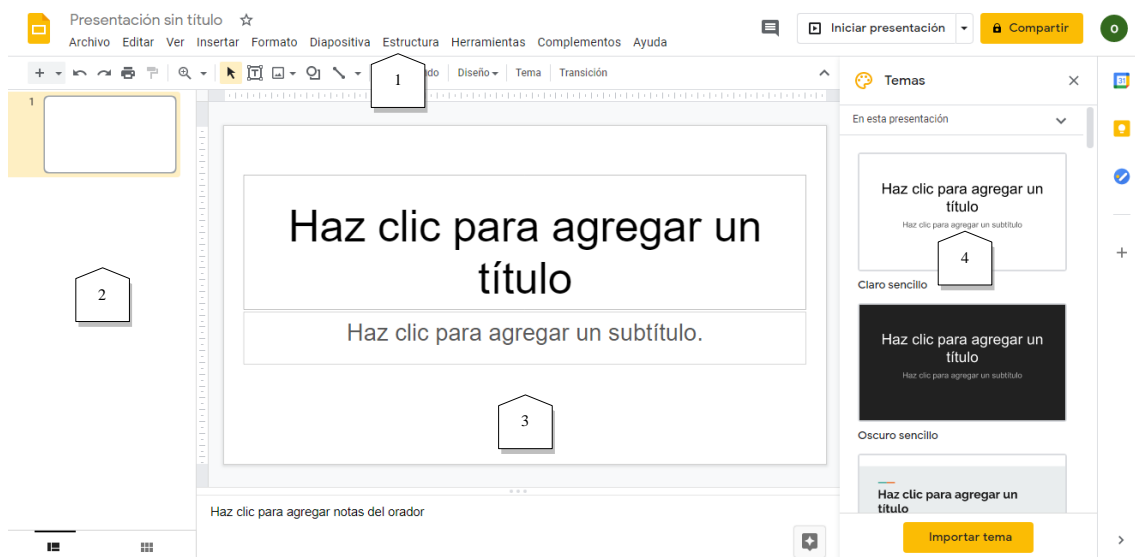 Presentación sin título
Archivo Editar Ver Insertar Formato Diapositiva Estructura Herramientas Complementos Ayuda
Iniciar presentación
Compartir
O
Diseño
Tema
Transición
1
1
2
Haz clic para agregar un
título
Haz clic para agregar un subtítulo.
3
Haz clic para agregar notas del orador
Temas
En esta presentación
Haz clic para agregar un
título
Haz clic para agregar un subtítulo
4
Claro sencillo
Haz clic para agregar un
título
Haz clic para agregar un subtítulo
Oscuro sencillo
Haz clic para agregar un
título
Importar tema
31